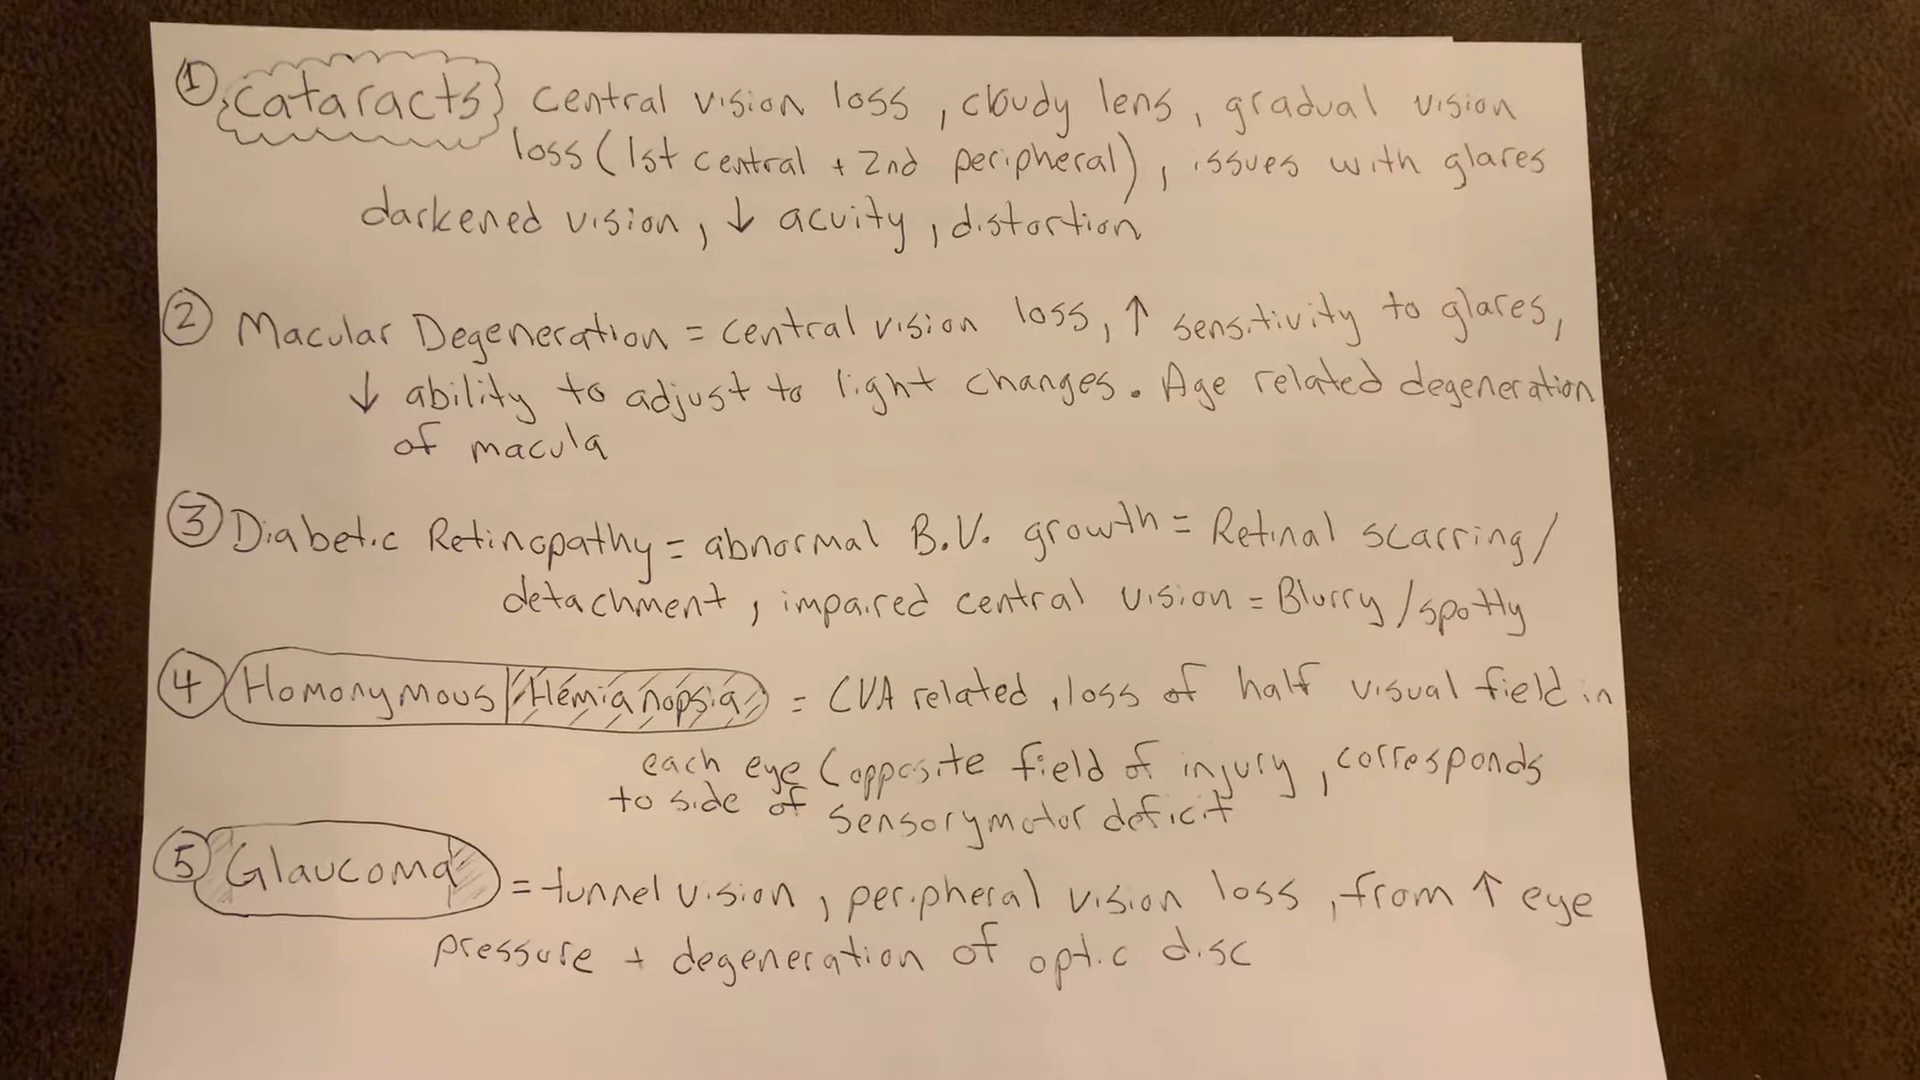 ① Cataracts central vision loss, cloudy lens, gradual vision
loss (1st central + 2nd peripheral), issues with glares
darkened vision, ↓ acuity, distortion
② Macular Degeneration = central vision loss, ↑ sensitivity to glares,
↓ ability to adjust to light changes. Age related degeneration
of macula
③ Diabetic Retinopathy = abnormal B.V. growth = Retinal scarring/
detachment, impaired central vision = Blurry/spotty
④ Homonymous Hemianopsia = CVA related, loss of half visual field in
each eye (opposite field of injury, corresponds
to side of sensorymotor deficit
⑤ Glaucoma = tunnel vision, peripheral vision loss, from ↑ eye
pressure + degeneration of optic disc